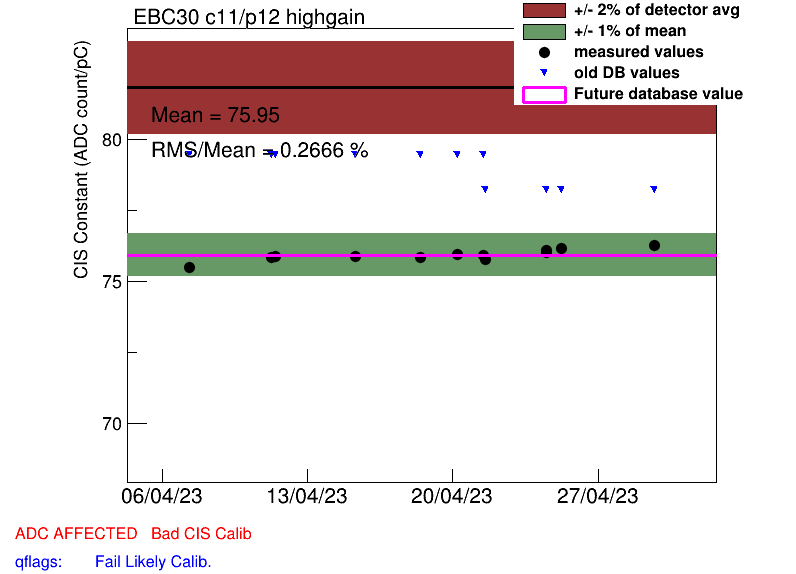 EBC30 c11/p12 highgain
+/- 2% of detector avg
+/- 1% of mean
measured values
old DB values
Future database value
CIS Constant (ADC count/pC)
Mean = 75.95
RMS/Mean = 0.2666 %
80
75
70
06/04/23 13/04/23 20/04/23 27/04/23
ADC AFFECTED Bad CIS Calib
qflags: Fail Likely Calib.